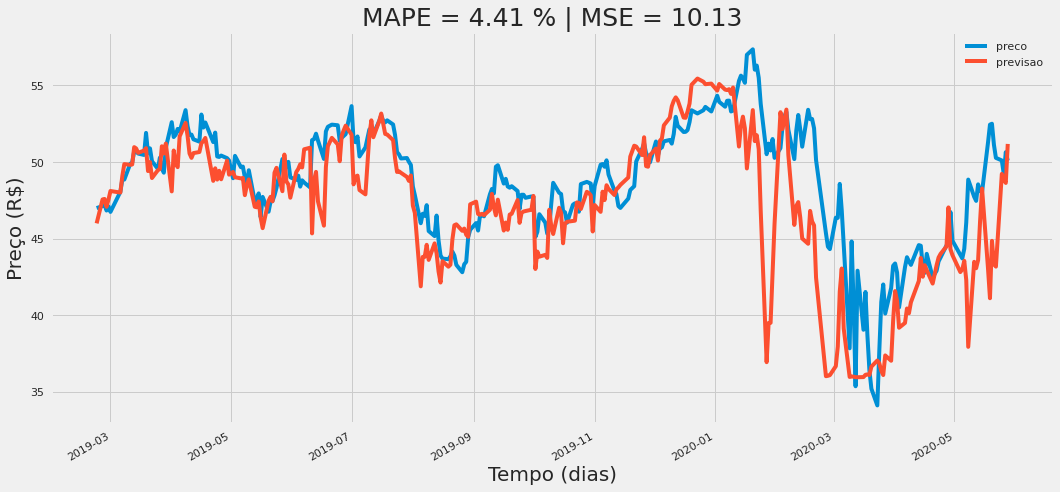 MAPE = 4.41 % | MSE = 10.13
preco
previsao
Preço (R$)
55
50
45
40
35
2019-03
2019-05
2019-07
2019-09
2019-11
2020-01
2020-03
2020-05
Tempo (dias)